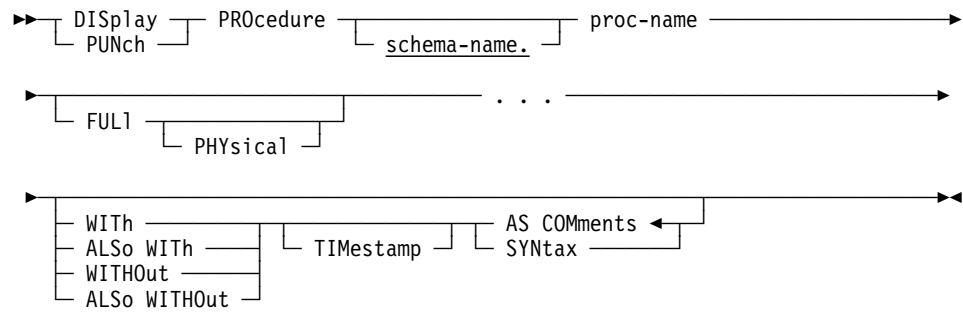 DISplay PROcedure proc-name
PUNch schema-name.
FULl . . .
PHYsical
WITh AS COMments
ALSo WITh TIMestamp SYNtax
WITHOut
ALSo WITHOut